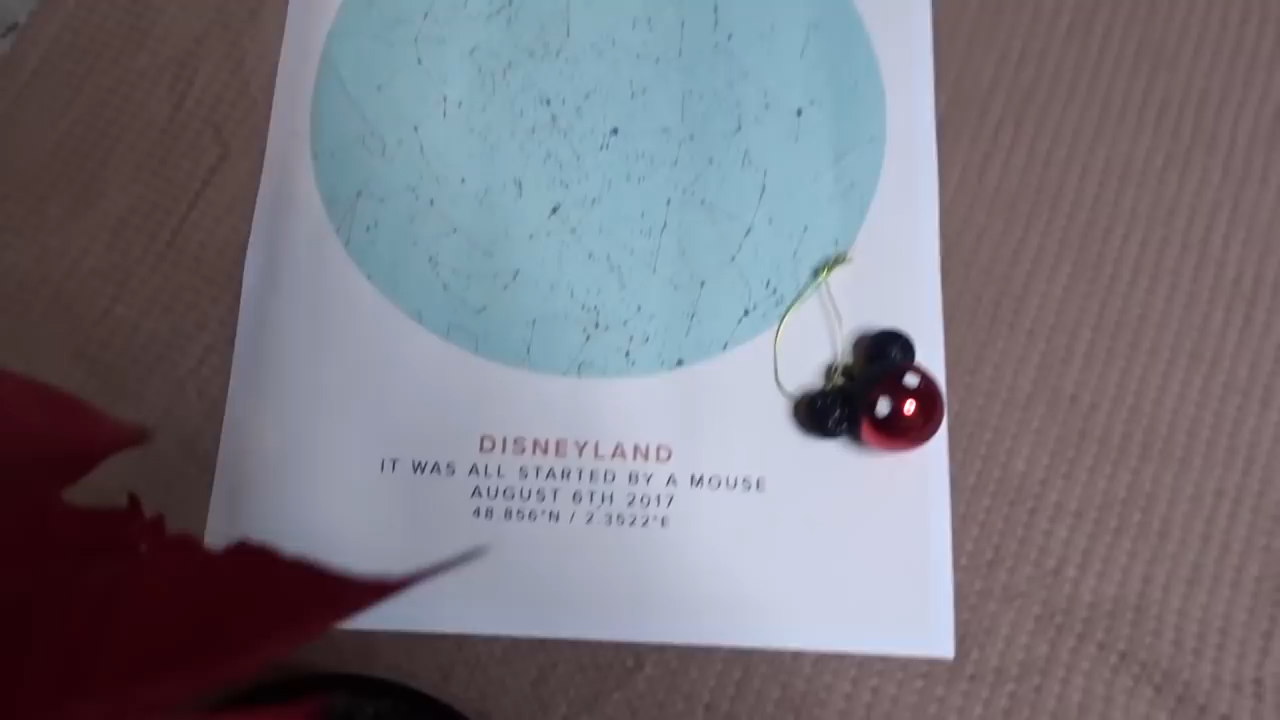 DISNEYLAND
IT WAS ALL STARTED BY A MOUSE
AUGUST 6TH 2017
48.856°N / 2.3522°E